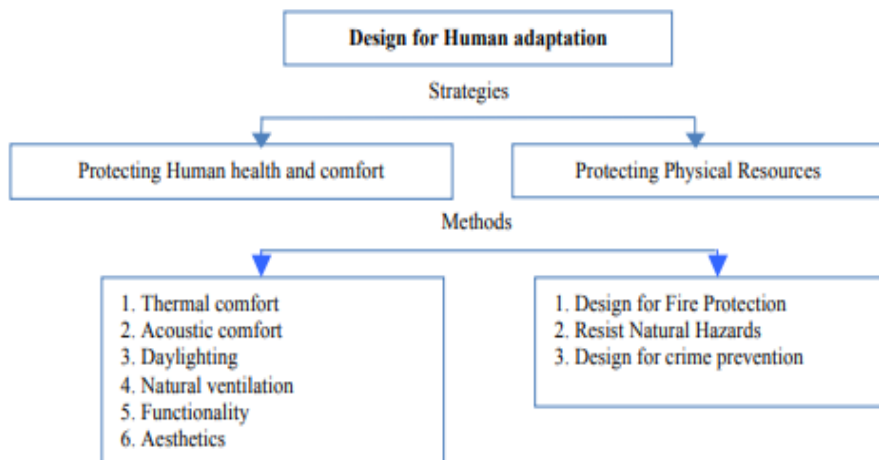 Design for Human adaptation
Strategies
Protecting Human health and comfort
Protecting Physical Resources
Methods
1. Thermal comfort
2. Acoustic comfort
3. Daylighting
4. Natural ventilation
5. Functionality
6. Aesthetics
1. Design for Fire Protection
2. Resist Natural Hazards
3. Design for crime prevention